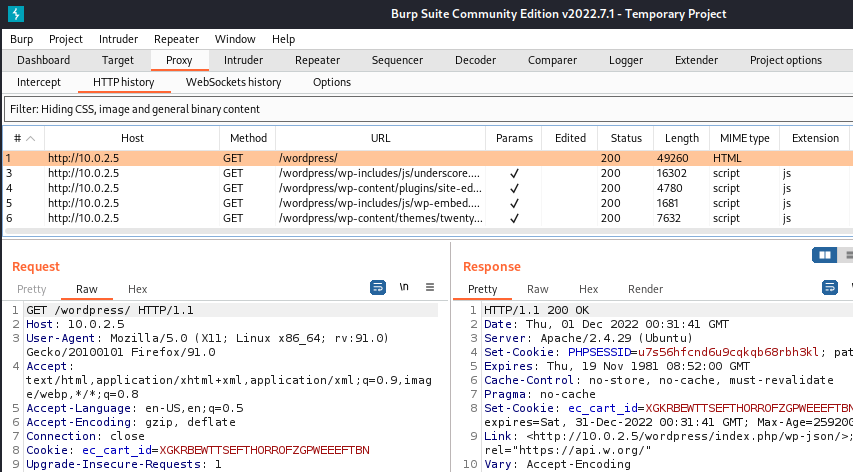 Burp Suite Community Edition v2022.7.1 - Temporary Project
Burp Project Intruder Repeater Window Help
Dashboard Target Proxy Intruder Repeater Sequencer Decoder Comparer Logger Extender Project options
Intercept HTTP history WebSockets history Options
Filter: Hiding CSS, image and general binary content
# Host Method URL Params Edited Status Length MIME type Extension
1 http://10.0.2.5 GET /wordpress/ 200 49260 HTML
3 http://10.0.2.5 GET /wordpress/wp-includes/js/underscore.... ✓ 200 16302 script js
4 http://10.0.2.5 GET /wordpress/wp-content/plugins/site-ed... ✓ 200 4780 script js
5 http://10.0.2.5 GET /wordpress/wp-includes/js/wp-embed.... ✓ 200 1681 script js
6 http://10.0.2.5 GET /wordpress/wp-content/themes/twenty... ✓ 200 7632 script js
Request
Pretty Raw Hex \n
1 GET /wordpress/ HTTP/1.1
2 Host: 10.0.2.5
3 User-Agent: Mozilla/5.0 (X11; Linux x86_64; rv:91.0)
Gecko/20100101 Firefox/91.0
4 Accept:
text/html,application/xhtml+xml,application/xml;q=0.9,imag
e/webp,*/*;q=0.8
5 Accept-Language: en-US,en;q=0.5
6 Accept-Encoding: gzip, deflate
7 Connection: close
8 Cookie: ec_cart_id=XGKRBEWTTSEFTHORROFZGPWEEEFTBN
9 Upgrade-Insecure-Requests: 1
Response
Pretty Raw Hex Render
1 HTTP/1.1 200 OK
2 Date: Thu, 01 Dec 2022 00:31:41 GMT
3 Server: Apache/2.4.29 (Ubuntu)
4 Set-Cookie: PHPSESSID=u7s56hfcnd6u9cqkqb68rbh3kl; pat
5 Expires: Thu, 19 Nov 1981 08:52:00 GMT
6 Cache-Control: no-store, no-cache, must-revalidate
7 Pragma: no-cache
8 Set-Cookie: ec_cart_id=XGKRBEWTTSEFTHORROFZGPWEEEFTB
expires=Sat, 31-Dec-2022 00:31:41 GMT; Max-Age=259200
9 Link: <http://10.0.2.5/wordpress/index.php/wp-json/>;
rel="https://api.w.org/"
10 Vary: Accept-Encoding